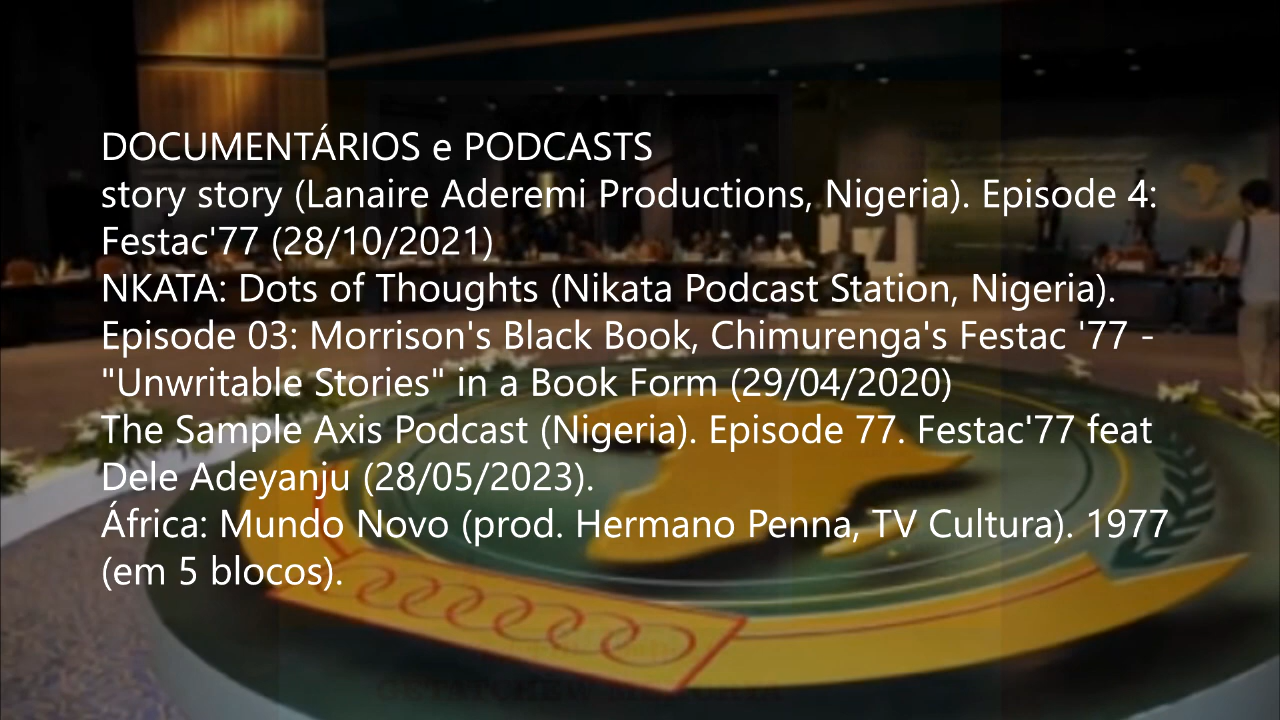 DOCUMENTÁRIOS e PODCASTS
story story (Lanaire Aderemi Productions, Nigeria). Episode 4:
Festac'77 (28/10/2021)
NKATA: Dots of Thoughts (Nikata Podcast Station, Nigeria).
Episode 03: Morrison's Black Book, Chimurenga's Festac '77 -
"Unwritable Stories" in a Book Form (29/04/2020)
The Sample Axis Podcast (Nigeria). Episode 77. Festac'77 feat
Dele Adeyanju (28/05/2023).
África: Mundo Novo (prod. Hermano Penna, TV Cultura). 1977
(em 5 blocos).